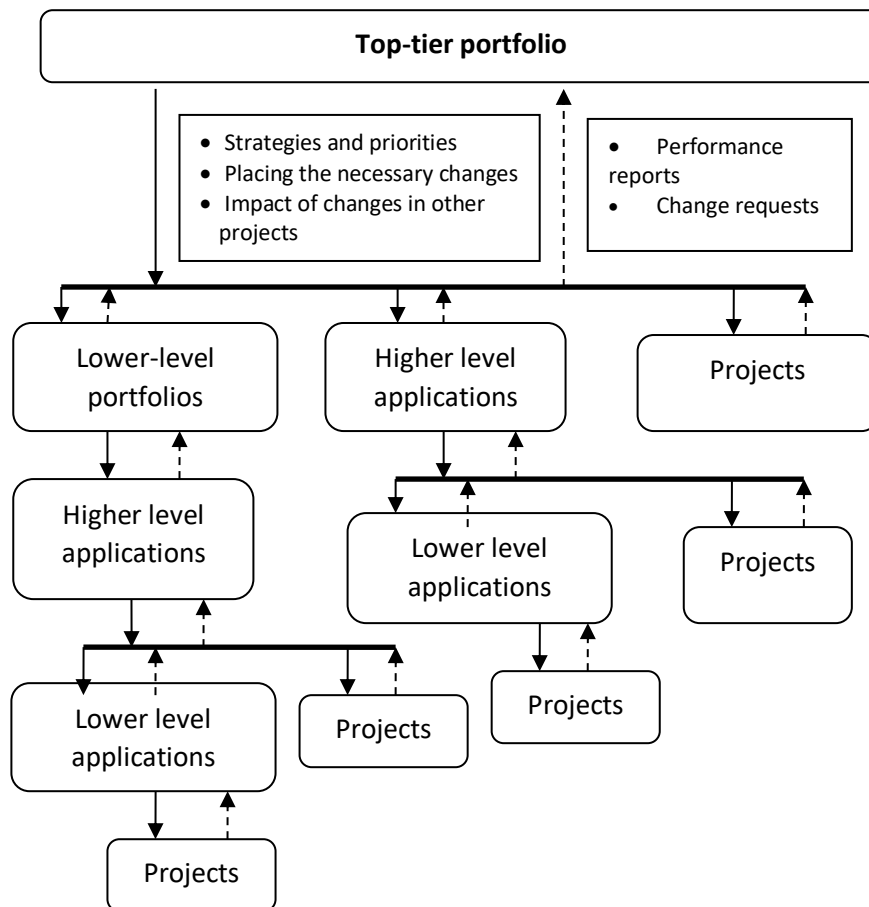 Top-tier portfolio
• Strategies and priorities
• Placing the necessary changes
• Impact of changes in other
projects
• Performance
reports
• Change requests
Lower-level
portfolios
Higher level
applications
Projects
Higher level
applications
Lower level
applications
Projects
Lower level
applications
Projects
Projects
Projects